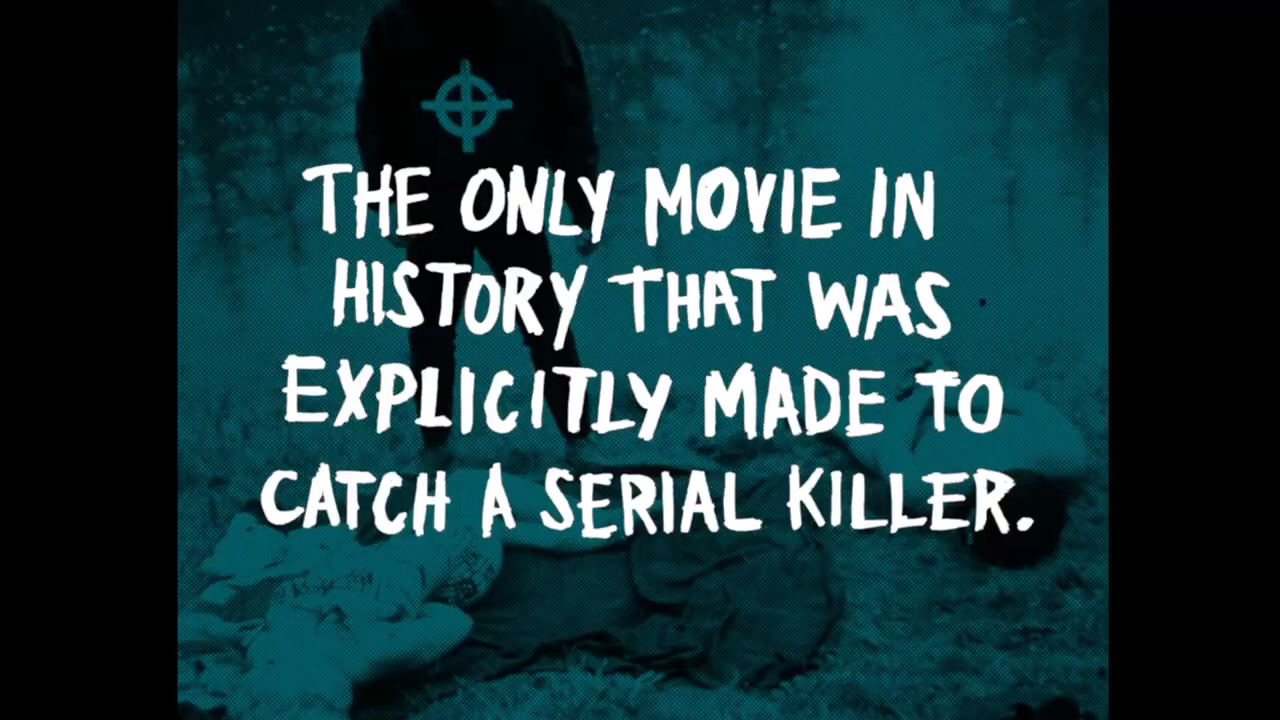 THE ONLY MOVIE IN
HISTORY THAT WAS
EXPLICITLY MADE TO
CATCH A SERIAL KILLER.